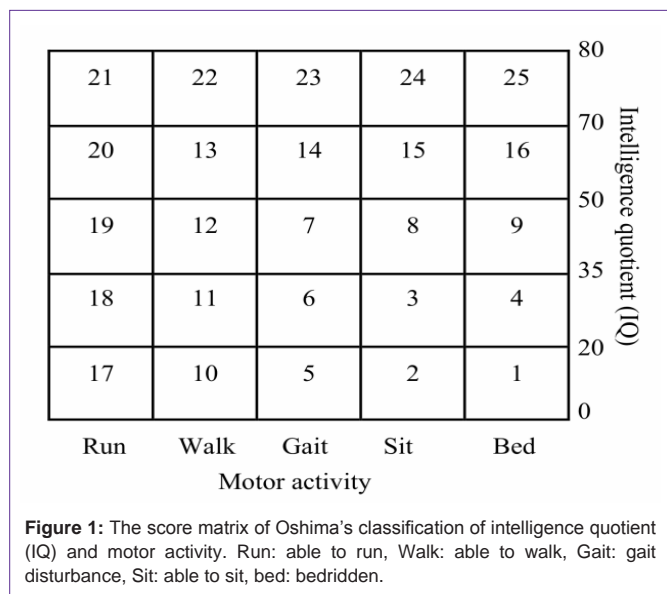 21 22 23 24 25
20 13 14 15 16
19 12 7 8 9
18 11 6 3 4
17 10 5 2 1
80
70
50
35
20
0
Intelligence quotient (IQ)
Run Walk Gait Sit Bed
Motor activity
Figure 1: The score matrix of Oshima’s classification of intelligence quotient
(IQ) and motor activity. Run: able to run, Walk: able to walk, Gait: gait
disturbance, Sit: able to sit, bed: bedridden.